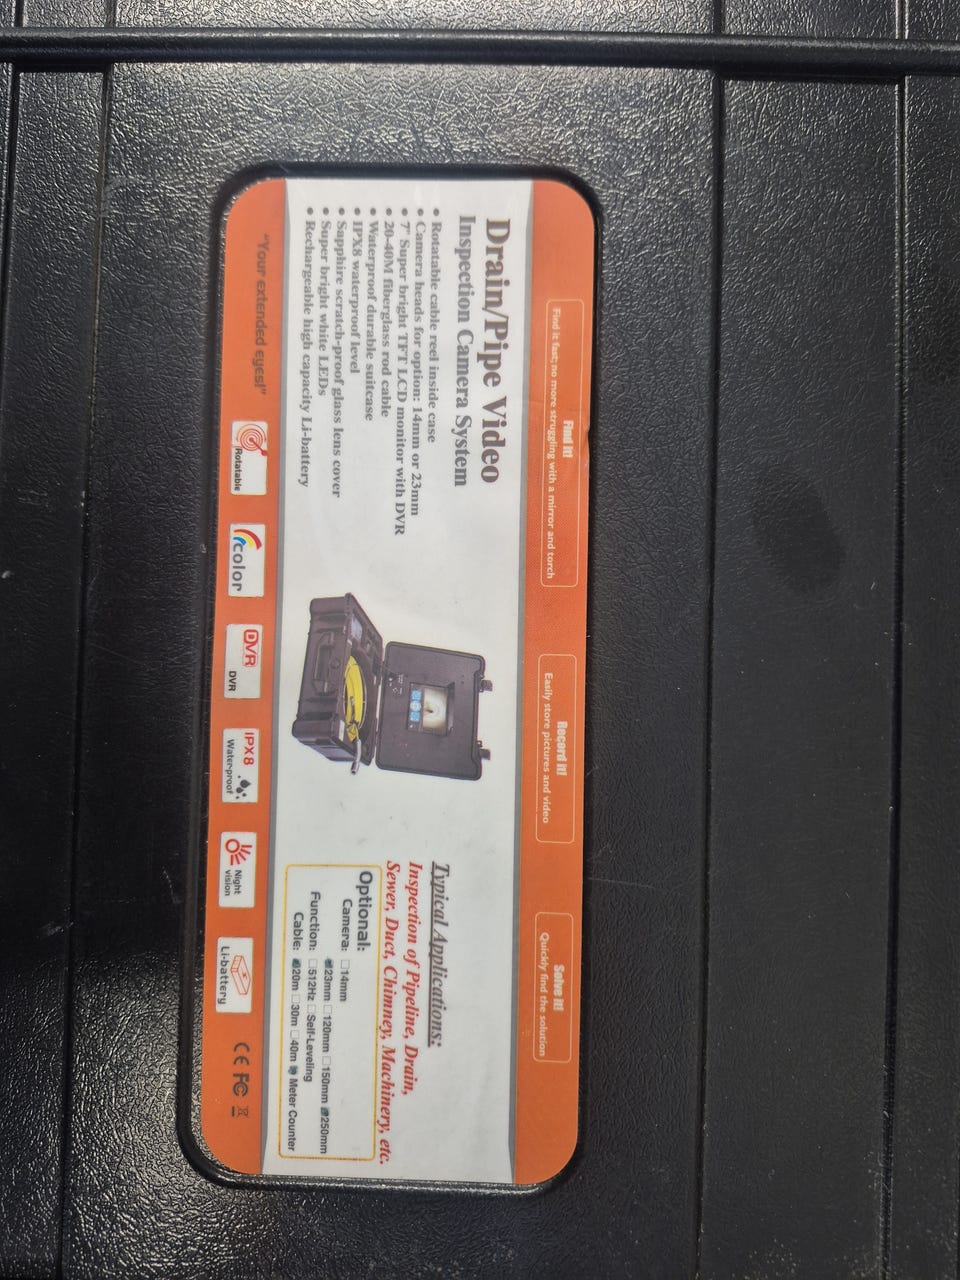 Find it!
Find it fast; no more struggling with a mirror and torch
Record it!
Easily store pictures and video
Solve it!
Quickly find the solution
Drain/Pipe Video
Inspection Camera System
• Rotatable cable reel inside case
• Camera heads for option: 14mm or 23mm
• 7" Super bright TFT LCD monitor with DVR
• 20-40M fiberglass rod cable
• Waterproof durable suitcase
• IPX8 waterproof level
• Sapphire scratch-proof glass lens cover
• Super bright white LEDs
• Rechargeable high capacity Li-battery
Typical Applications:
Inspection of Pipeline, Drain,
Sewer, Duct, Chimney, Machinery, etc.
Optional:
Camera: □14mm
■23mm □120mm □150mm ■250mm
Function: □512Hz □Self-Leveling
Cable: ■20m □30m □40m ■ Meter Counter
"Your extended eyes!"
Rotatable
color
DVR
DVR
IPX8
Water-proof
Night
vision
Li-battery
CE FC